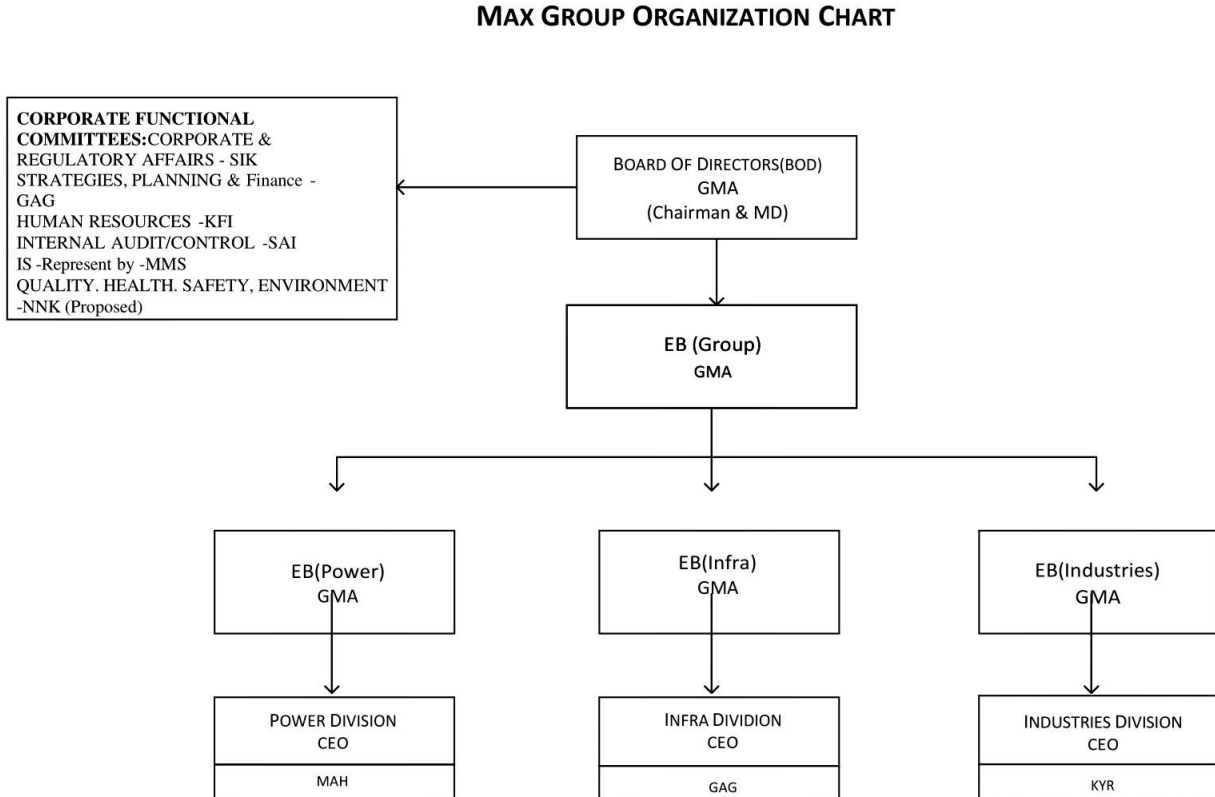 MAX GROUP ORGANIZATION CHART
CORPORATE FUNCTIONAL
COMMITTEES:CORPORATE &
REGULATORY AFFAIRS - SIK
STRATEGIES, PLANNING & Finance -
GAG
HUMAN RESOURCES -KFI
INTERNAL AUDIT/CONTROL -SAI
IS -Represent by -MMS
QUALITY. HEALTH. SAFETY, ENVIRONMENT
-NNK (Proposed)
BOARD OF DIRECTORS(BOD)
GMA
(Chairman & MD)
EB (Group)
GMA
EB(Power)
GMA
EB(Infra)
GMA
EB(Industries)
GMA
POWER DIVISION
CEO
MAH
INFRA DIVIDION
CEO
GAG
INDUSTRIES DIVISION
CEO
KYR